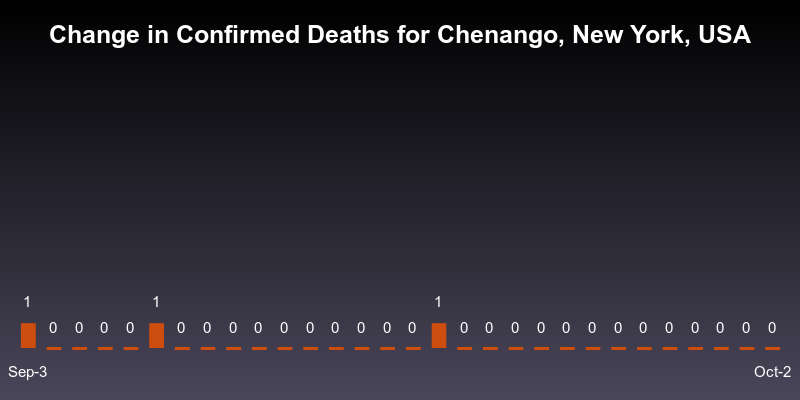 Change in Confirmed Deaths for Chenango, New York, USA
1 0 0 0 0 1 0 0 0 0 0 0 0 0 0 0 1 0 0 0 0 0 0 0 0 0 0 0 0 0
Sep-3 Oct-2